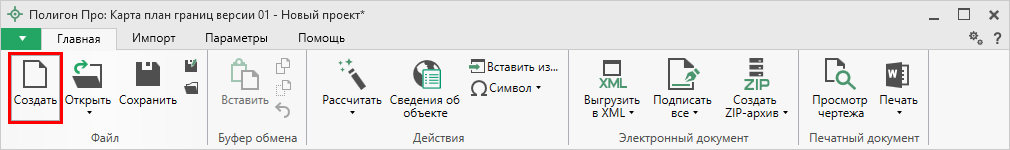 Полигон Про: Карта план границ версии 01 - Новый проект*
Главная Импорт Параметры Помощь
?
Создать Открыть Сохранить
Файл
Вставить
Буфер обмена
Рассчитать Сведения об объекте Вставить из...
Символ
Действия
XML Выгрузить в XML Подписать все ZIP Создать ZIP-архив
Электронный документ
Просмотр чертежа W Печать
Печатный документ